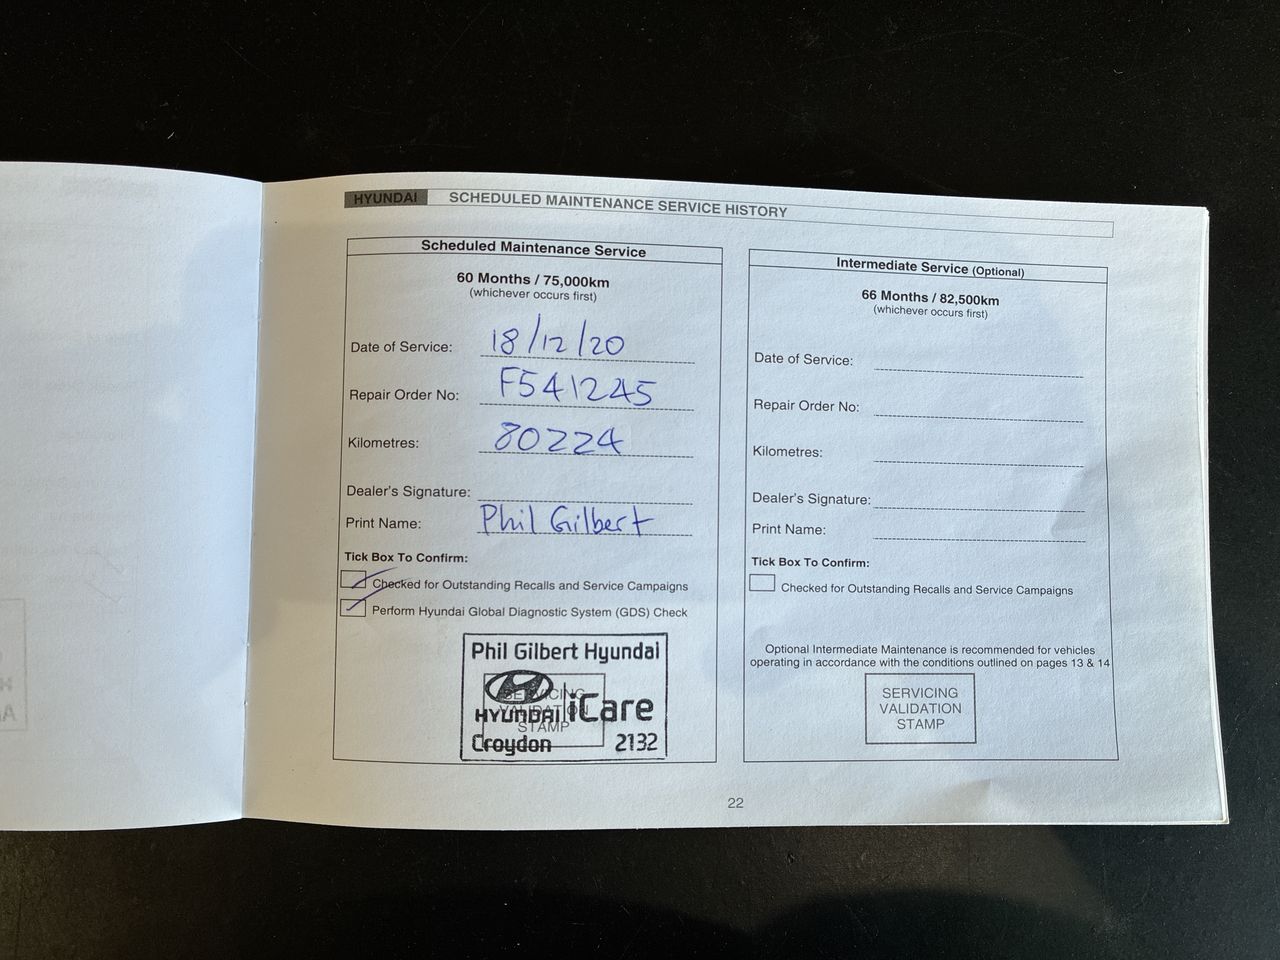 HYUNDAI SCHEDULED MAINTENANCE SERVICE HISTORY
Scheduled Maintenance Service
60 Months / 75,000km
(whichever occurs first)
Date of Service: 18/12/20
Repair Order No: F541245
Kilometres: 80224
Dealer's Signature:
Print Name: Phil Gilbert
Tick Box To Confirm:
Checked for Outstanding Recalls and Service Campaigns
Perform Hyundai Global Diagnostic System (GDS) Check
Phil Gilbert Hyundai
SERVICING
VALIDATION
STAMP
HYUNDAI iCare
Croydon 2132
Intermediate Service (Optional)
66 Months / 82,500km
(whichever occurs first)
Date of Service:
Repair Order No:
Kilometres:
Dealer's Signature:
Print Name:
Tick Box To Confirm:
Checked for Outstanding Recalls and Service Campaigns
Optional Intermediate Maintenance is recommended for vehicles
operating in accordance with the conditions outlined on pages 13 & 14
SERVICING
VALIDATION
STAMP
22